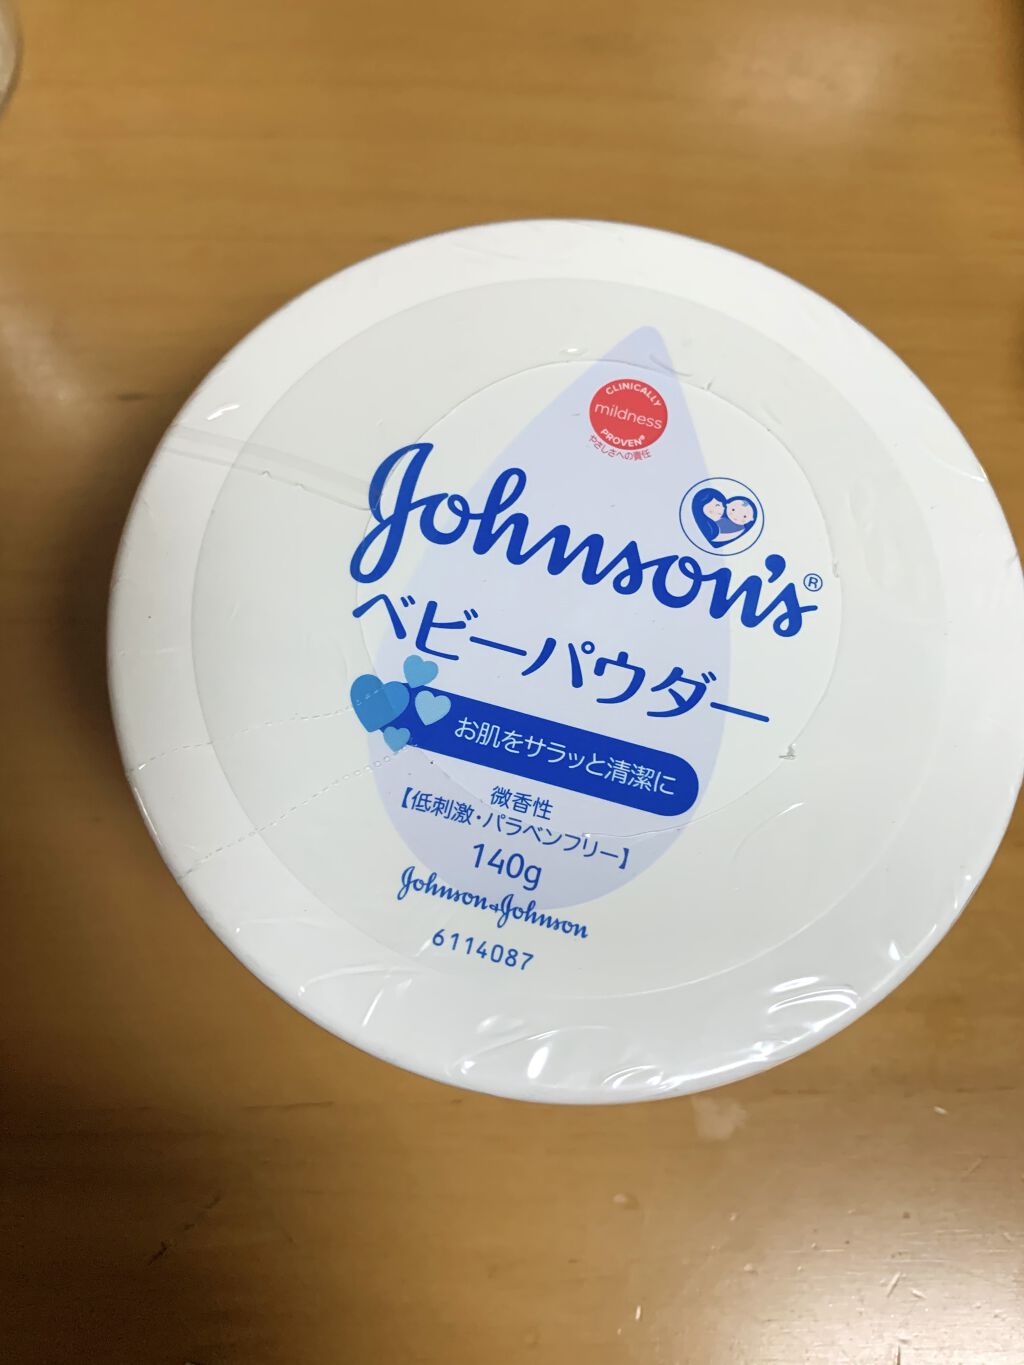 CLINICALLY
mildness
PROVEN®
やさしさへの責任
Johnson's®
ベビーパウダー
お肌をサラッと清潔に
微香性
【低刺激・パラベンフリー】
140g
Johnson & Johnson
6114087